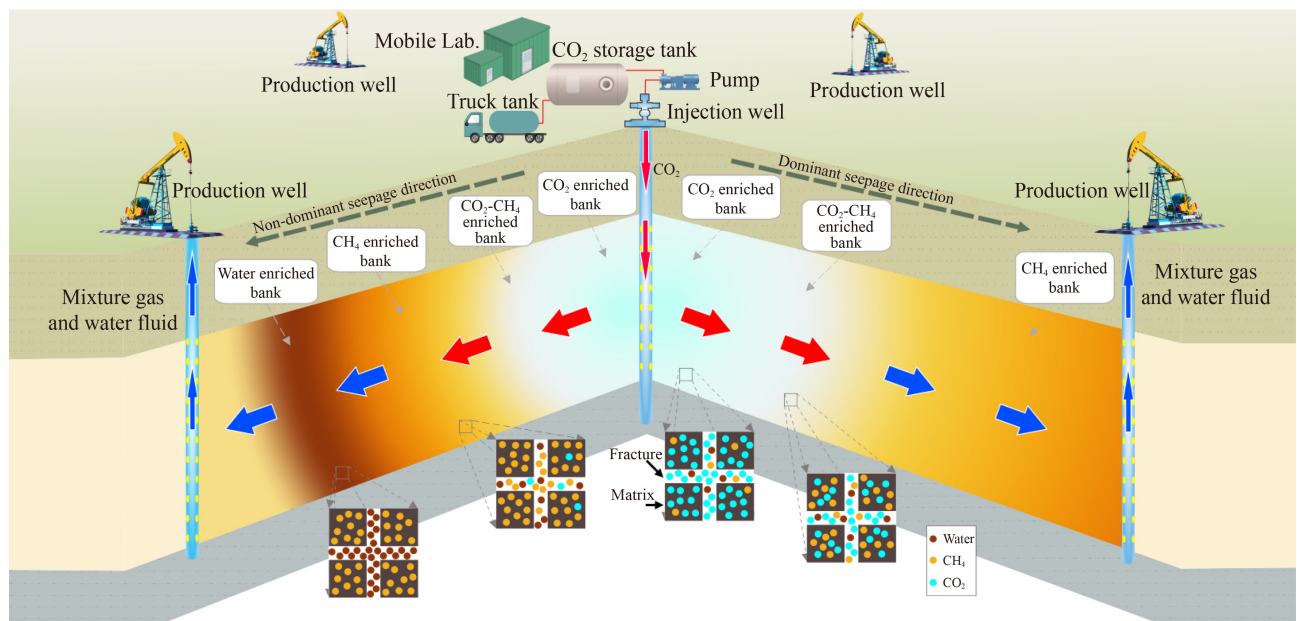 Mobile Lab.
CO₂ storage tank
Production well
Production well
Pump
Truck tank
Injection well
Production well
Non-dominant seepage direction
CO₂
Dominant seepage direction
Production well
CO₂ enriched
bank
CO₂ enriched
bank
CO₂-CH₄
enriched
bank
CO₂-CH₄
enriched
bank
CH₄ enriched
bank
Water enriched
bank
CH₄ enriched
bank
Mixture gas
and water fluid
Mixture gas
and water fluid
Fracture
Matrix
Water
CH₄
CO₂